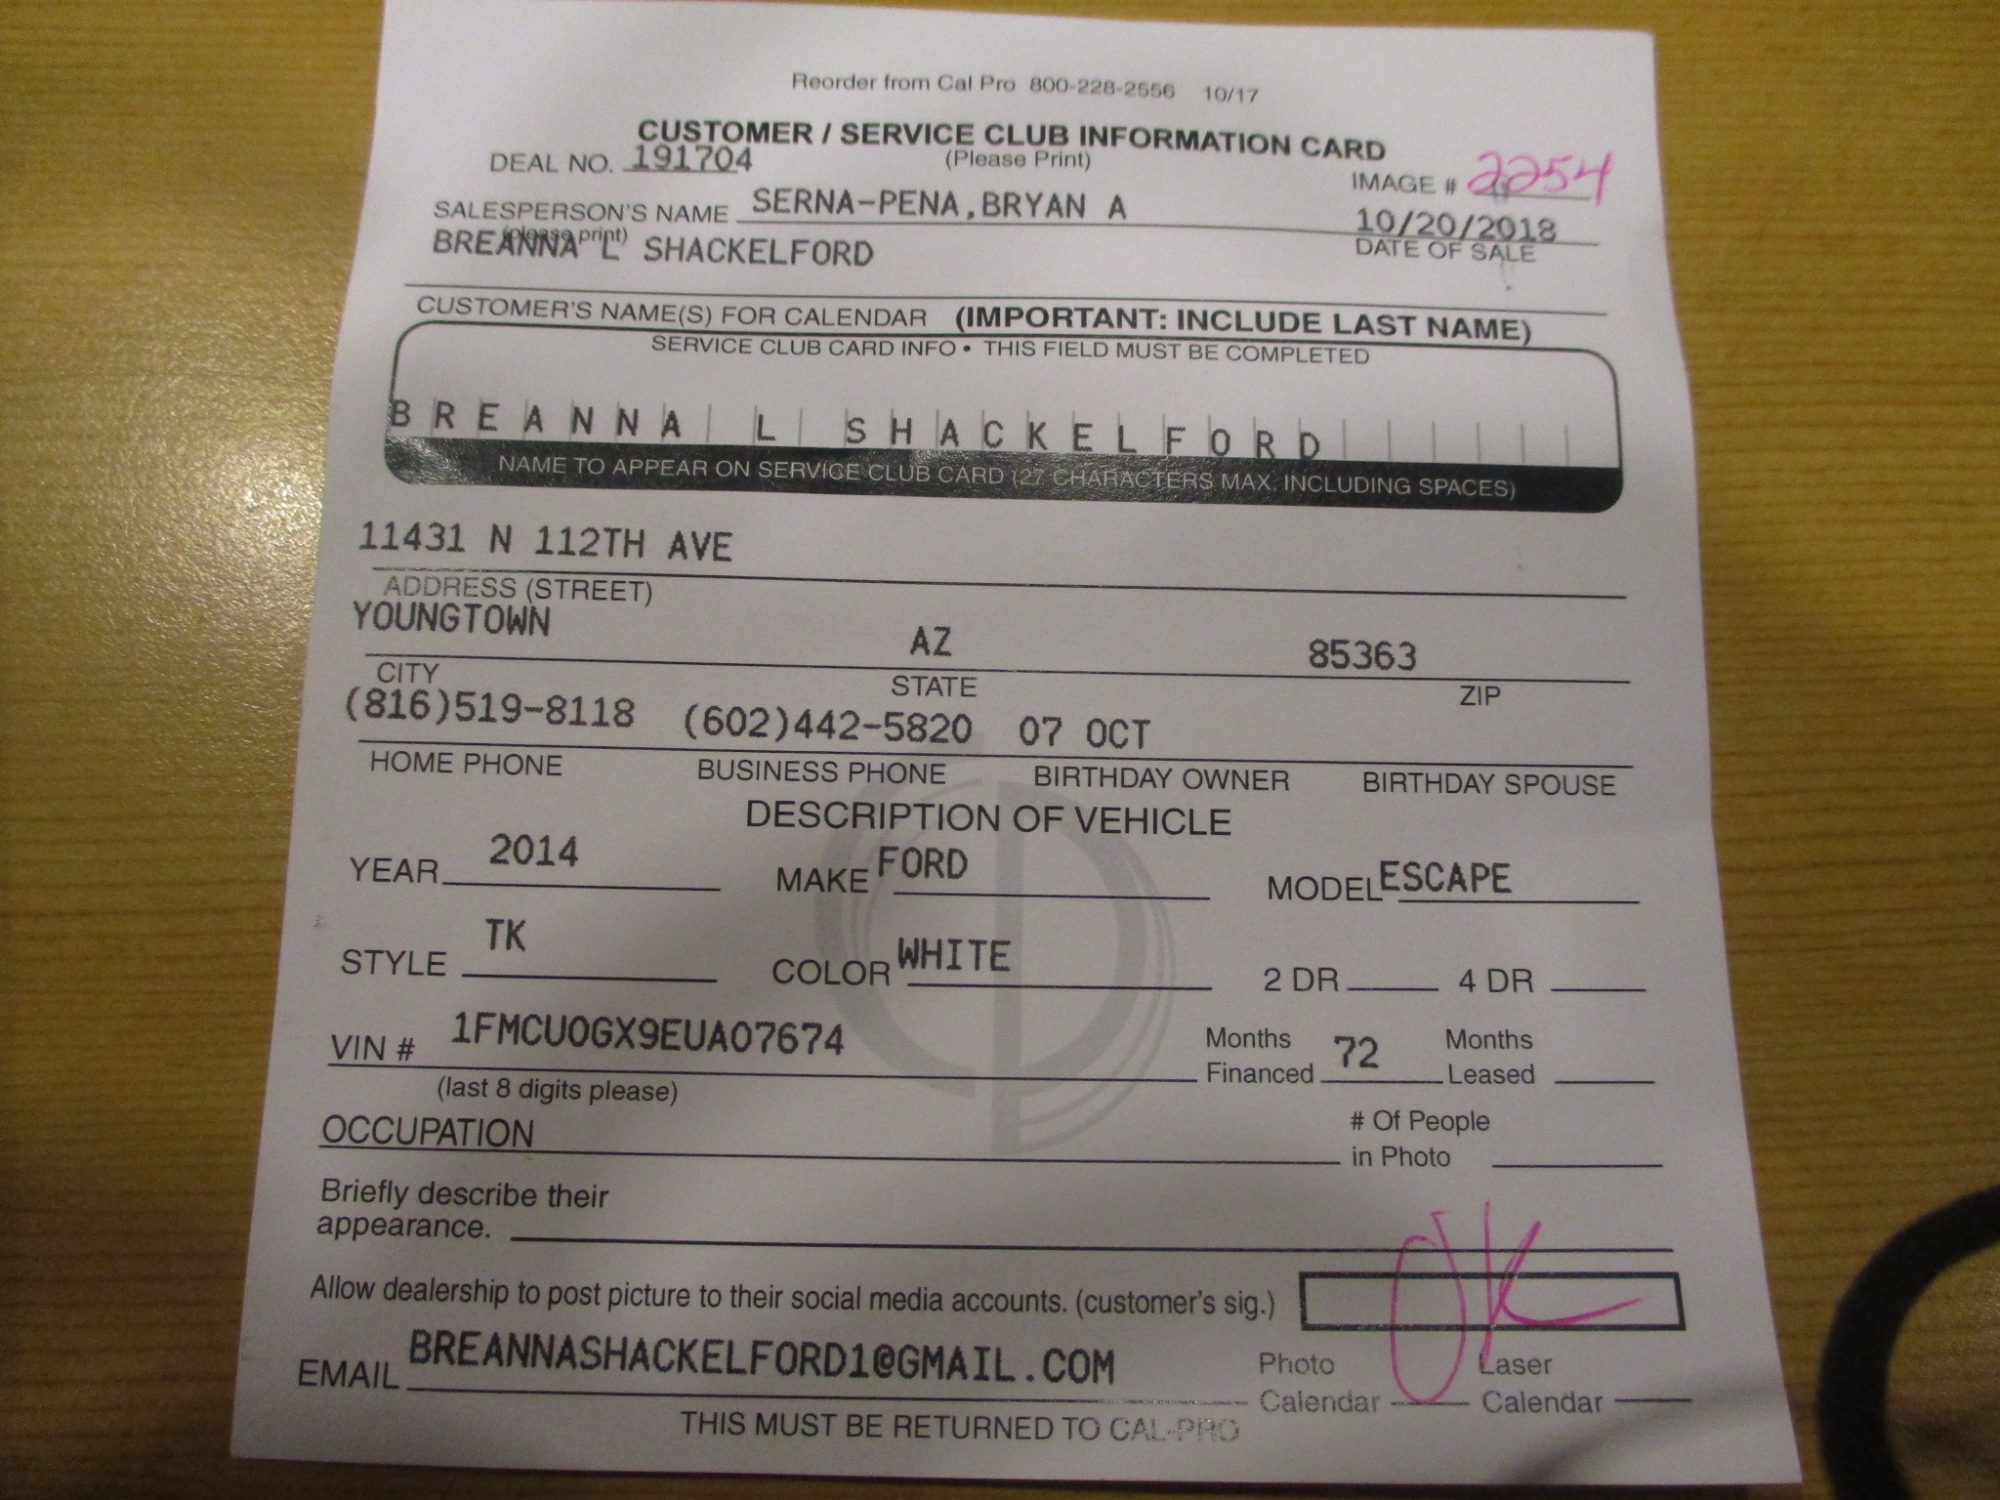 Reorder from Cal Pro 800-228-2556 10/17
CUSTOMER / SERVICE CLUB INFORMATION CARD
DEAL NO. 191704 (Please Print)
IMAGE # 2254
SALESPERSON'S NAME SERNA-PENA,BRYAN A
(please print)
10/20/2018
DATE OF SALE
BREANNA L SHACKELFORD
CUSTOMER'S NAME(S) FOR CALENDAR (IMPORTANT: INCLUDE LAST NAME)
SERVICE CLUB CARD INFO • THIS FIELD MUST BE COMPLETED
BREANNA L SHACKELFORD
NAME TO APPEAR ON SERVICE CLUB CARD (27 CHARACTERS MAX. INCLUDING SPACES)
11431 N 112TH AVE
ADDRESS (STREET)
YOUNGTOWN AZ 85363
CITY STATE ZIP
(816)519-8118 (602)442-5820 07 OCT
HOME PHONE BUSINESS PHONE BIRTHDAY OWNER BIRTHDAY SPOUSE
DESCRIPTION OF VEHICLE
YEAR 2014 MAKE FORD MODEL ESCAPE
STYLE TK COLOR WHITE 2 DR 4 DR
VIN # 1FMCU0GX9EUA07674 Months Financed 72 Months Leased
(last 8 digits please)
OCCUPATION # Of People in Photo
Briefly describe their
appearance.
Allow dealership to post picture to their social media accounts. (customer's sig.) OK
EMAIL BREANNASHACKELFORD1@GMAIL.COM Photo Calendar Laser Calendar
THIS MUST BE RETURNED TO CAL-PRO